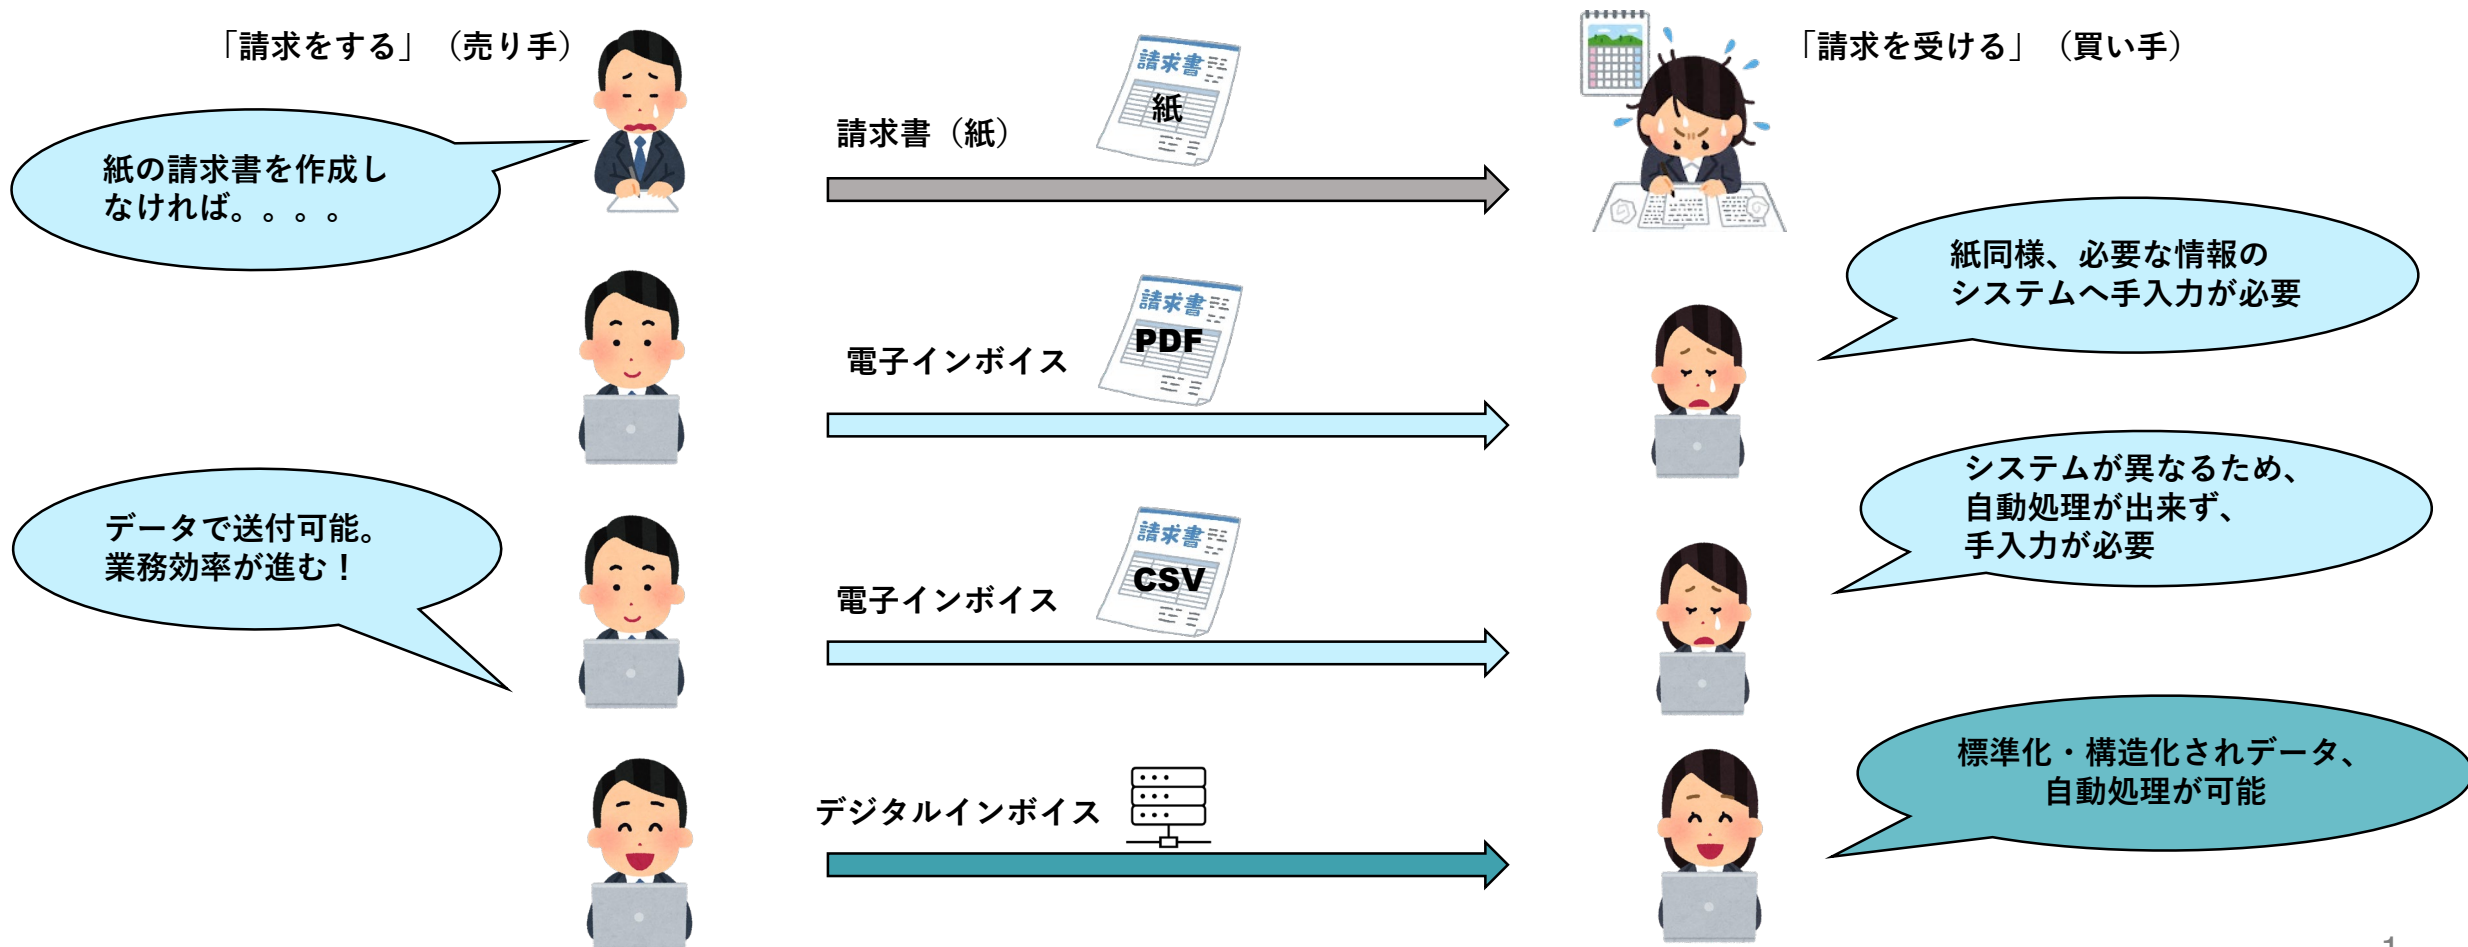 「請求をする」（売り手）
「請求を受ける」（買い手）
紙の請求書を作成し
なければ。。。。
請求書（紙）
請求書
紙
紙同様、必要な情報の
システムへ手入力が必要
電子インボイス
請求書
PDF
データで送付可能。
業務効率が進む！
電子インボイス
請求書
CSV
システムが異なるため、
自動処理が出来ず、
手入力が必要
デジタルインボイス
標準化・構造化されデータ、
自動処理が可能
1